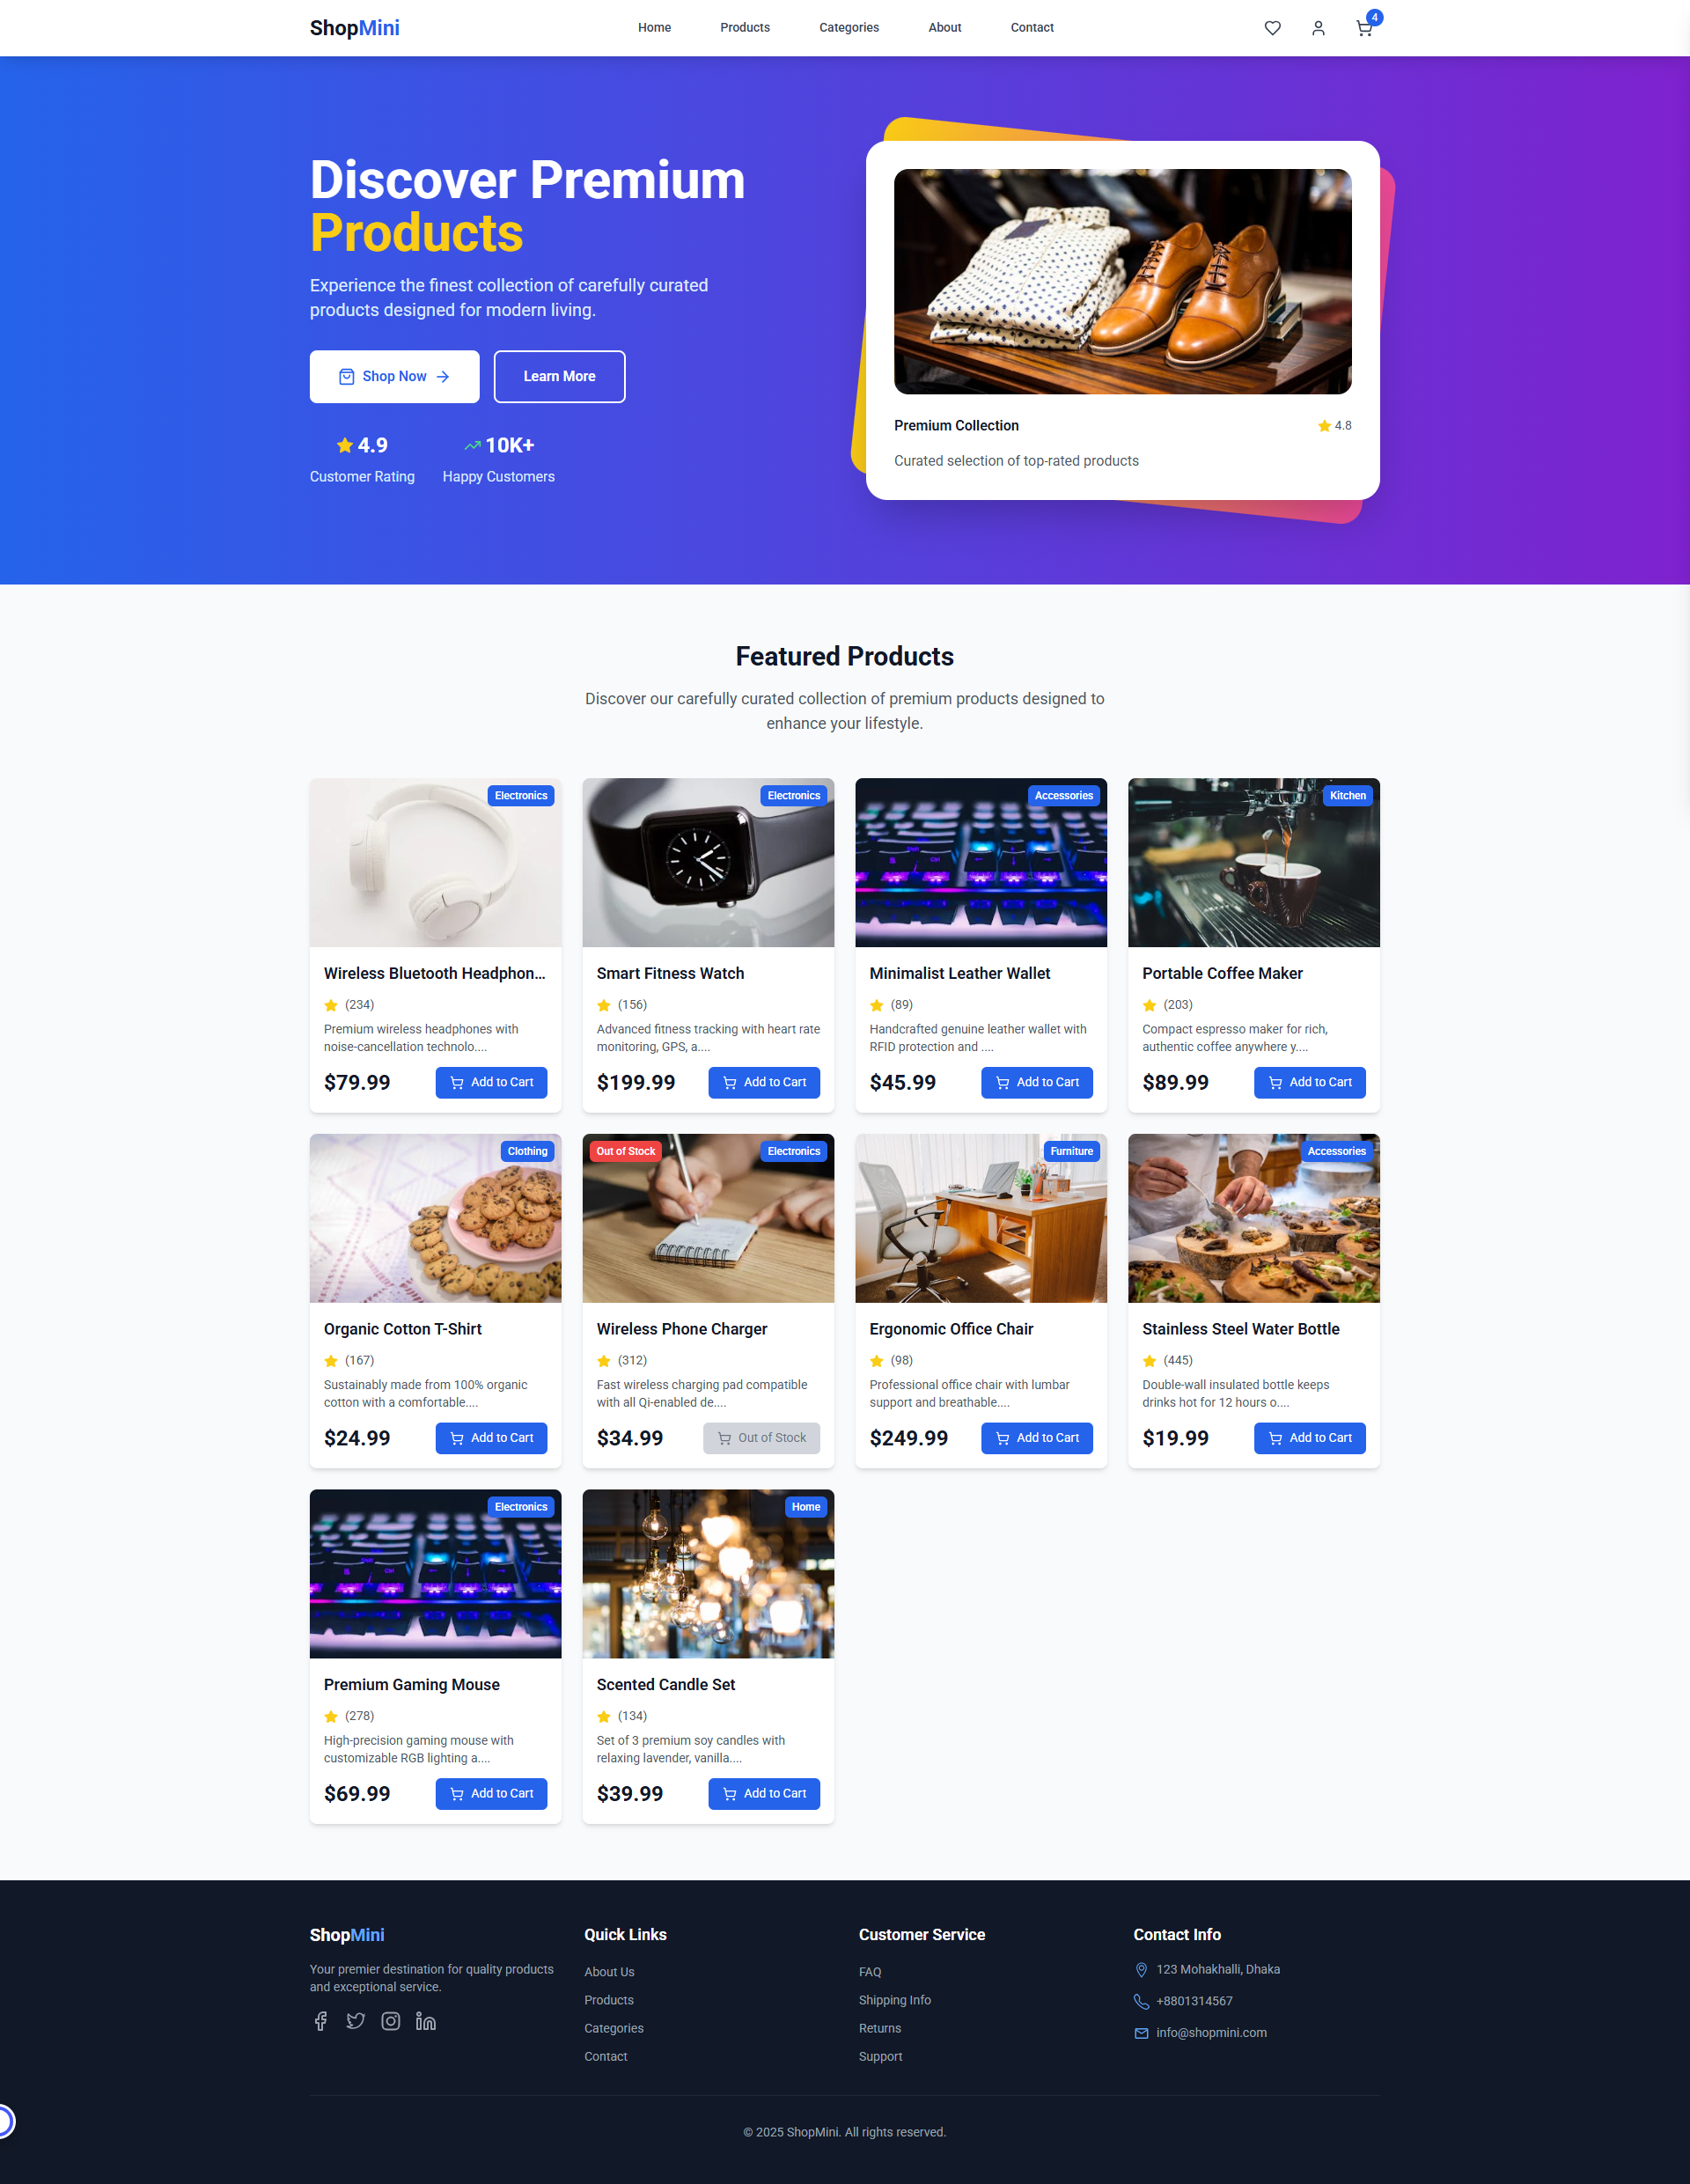 ShopMini
Home
Products
Categories
About
Contact
4
Discover Premium
Products
Experience the finest collection of carefully curated
products designed for modern living.
Shop Now
Learn More
4.9
Customer Rating
10K+
Happy Customers
Premium Collection
4.8
Curated selection of top-rated products
Featured Products
Discover our carefully curated collection of premium products designed to
enhance your lifestyle.
Electronics
Wireless Bluetooth Headphon...
(234)
Premium wireless headphones with
noise-cancellation technolo....
$79.99
Add to Cart
Electronics
Smart Fitness Watch
(156)
Advanced fitness tracking with heart rate
monitoring, GPS, a....
$199.99
Add to Cart
Accessories
Minimalist Leather Wallet
(89)
Handcrafted genuine leather wallet with
RFID protection and ....
$45.99
Add to Cart
Kitchen
Portable Coffee Maker
(203)
Compact espresso maker for rich,
authentic coffee anywhere y....
$89.99
Add to Cart
Clothing
Organic Cotton T-Shirt
(167)
Sustainably made from 100% organic
cotton with a comfortable....
$24.99
Add to Cart
Out of Stock
Electronics
Wireless Phone Charger
(312)
Fast wireless charging pad compatible
with all Qi-enabled de....
$34.99
Out of Stock
Furniture
Ergonomic Office Chair
(98)
Professional office chair with lumbar
support and breathable....
$249.99
Add to Cart
Accessories
Stainless Steel Water Bottle
(445)
Double-wall insulated bottle keeps
drinks hot for 12 hours o....
$19.99
Add to Cart
Electronics
Premium Gaming Mouse
(278)
High-precision gaming mouse with
customizable RGB lighting a....
$69.99
Add to Cart
Home
Scented Candle Set
(134)
Set of 3 premium soy candles with
relaxing lavender, vanilla....
$39.99
Add to Cart
ShopMini
Your premier destination for quality products
and exceptional service.
Quick Links
About Us
Products
Categories
Contact
Customer Service
FAQ
Shipping Info
Returns
Support
Contact Info
123 Mohakhalli, Dhaka
+8801314567
info@shopmini.com
© 2025 ShopMini. All rights reserved.